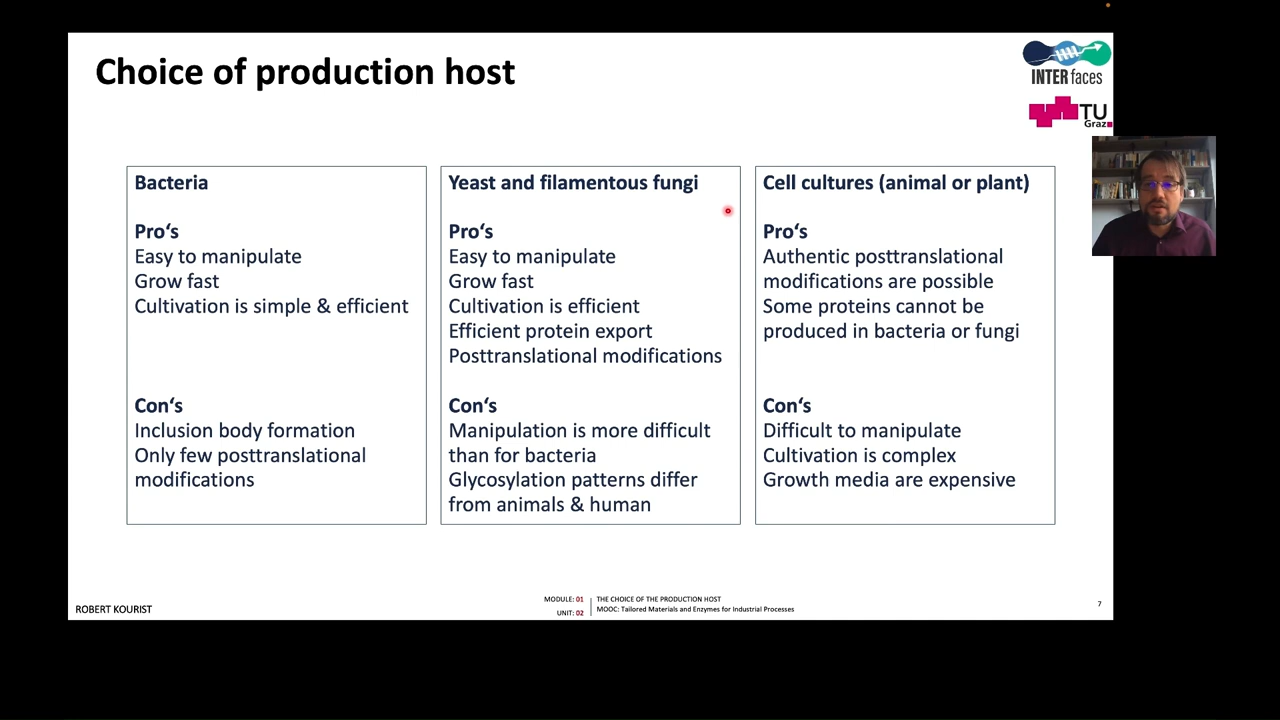 Choice of production host
INTERfaces
TU
Graz
Bacteria
Pro‘s
Easy to manipulate
Grow fast
Cultivation is simple & efficient
Con‘s
Inclusion body formation
Only few posttranslational
modifications
Yeast and filamentous fungi
Pro‘s
Easy to manipulate
Grow fast
Cultivation is efficient
Efficient protein export
Posttranslational modifications
Con‘s
Manipulation is more difficult
than for bacteria
Glycosylation patterns differ
from animals & human
Cell cultures (animal or plant)
Pro‘s
Authentic posttranslational
modifications are possible
Some proteins cannot be
produced in bacteria or fungi
Con‘s
Difficult to manipulate
Cultivation is complex
Growth media are expensive
ROBERT KOURIST
MODULE: 01
UNIT: 02
THE CHOICE OF THE PRODUCTION HOST
MOOC: Tailored Materials and Enzymes for Industrial Processes
7